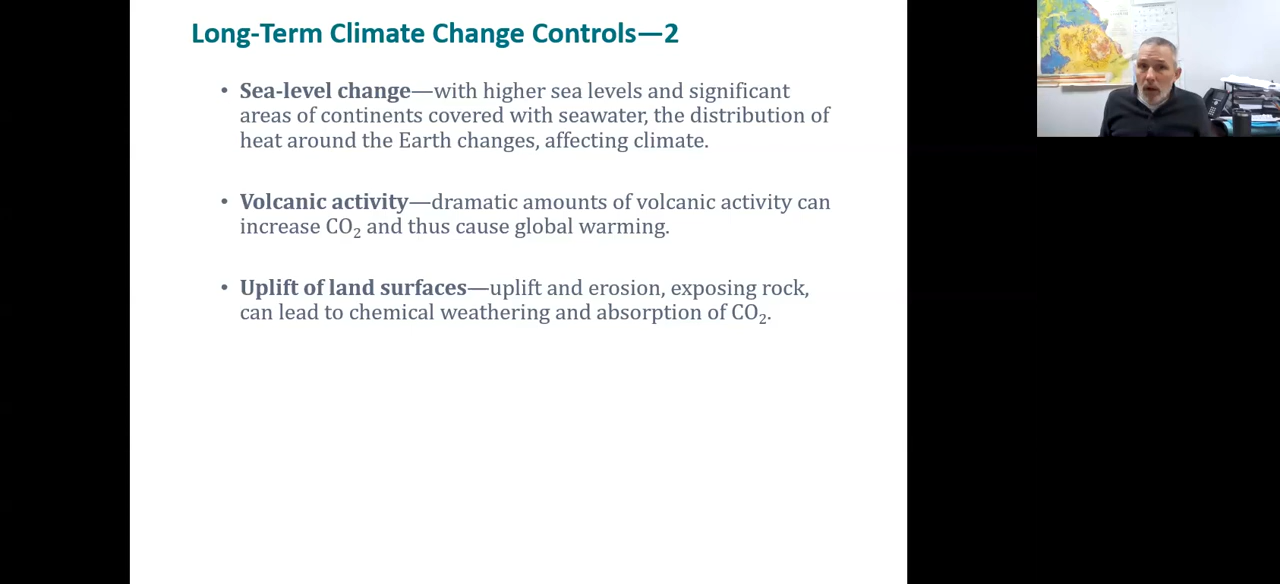 Long-Term Climate Change Controls—2
• Sea-level change—with higher sea levels and significant
areas of continents covered with seawater, the distribution of
heat around the Earth changes, affecting climate.
• Volcanic activity—dramatic amounts of volcanic activity can
increase CO₂ and thus cause global warming.
• Uplift of land surfaces—uplift and erosion, exposing rock,
can lead to chemical weathering and absorption of CO₂.